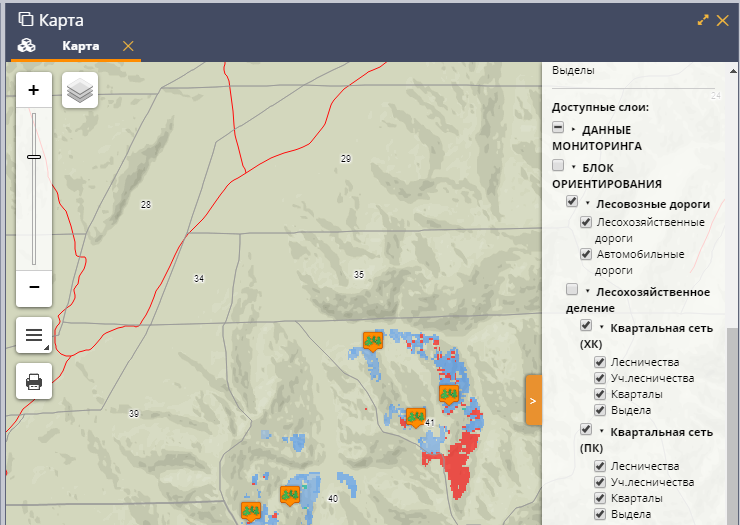 Карта
Карта
+
-
29
28
34
35
39
41
40
>
Выделы
24
Доступные слои:
ДАННЫЕ
МОНИТОРИНГА
БЛОК
ОРИЕНТИРОВАНИЯ
Лесовозные дороги
Лесохозяйственные
дороги
Автомобильные
дороги
Лесохозяйственное
деление
Квартальная сеть
(ХК)
Лесничества
Уч.лесничества
Кварталы
Выдела
Квартальная сеть
(ПК)
Лесничества
Уч.лесничества
Кварталы
Выдела